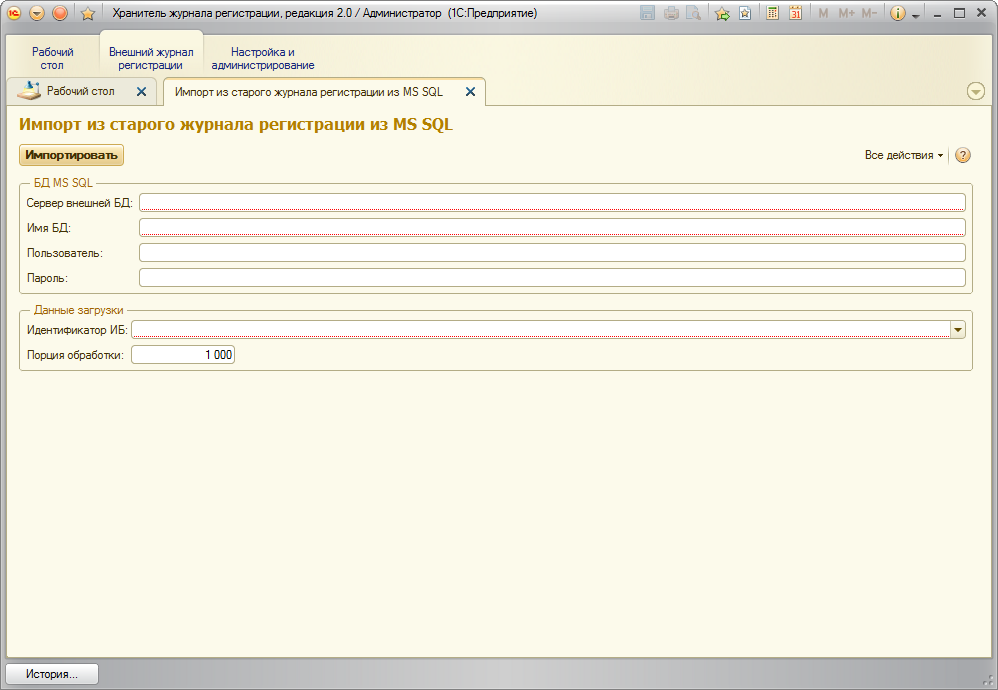 Хранитель журнала регистрации, редакция 2.0 / Администратор (1С:Предприятие)
31 M M+ M-
Рабочий
стол
Внешний журнал
регистрации
Настройка и
администрирование
Рабочий стол
Импорт из старого журнала регистрации из MS SQL
Импорт из старого журнала регистрации из MS SQL
Импортировать
Все действия
?
БД MS SQL
Сервер внешней БД:
Имя БД:
Пользователь:
Пароль:
Данные загрузки
Идентификатор ИБ:
Порция обработки: 1 000
История...